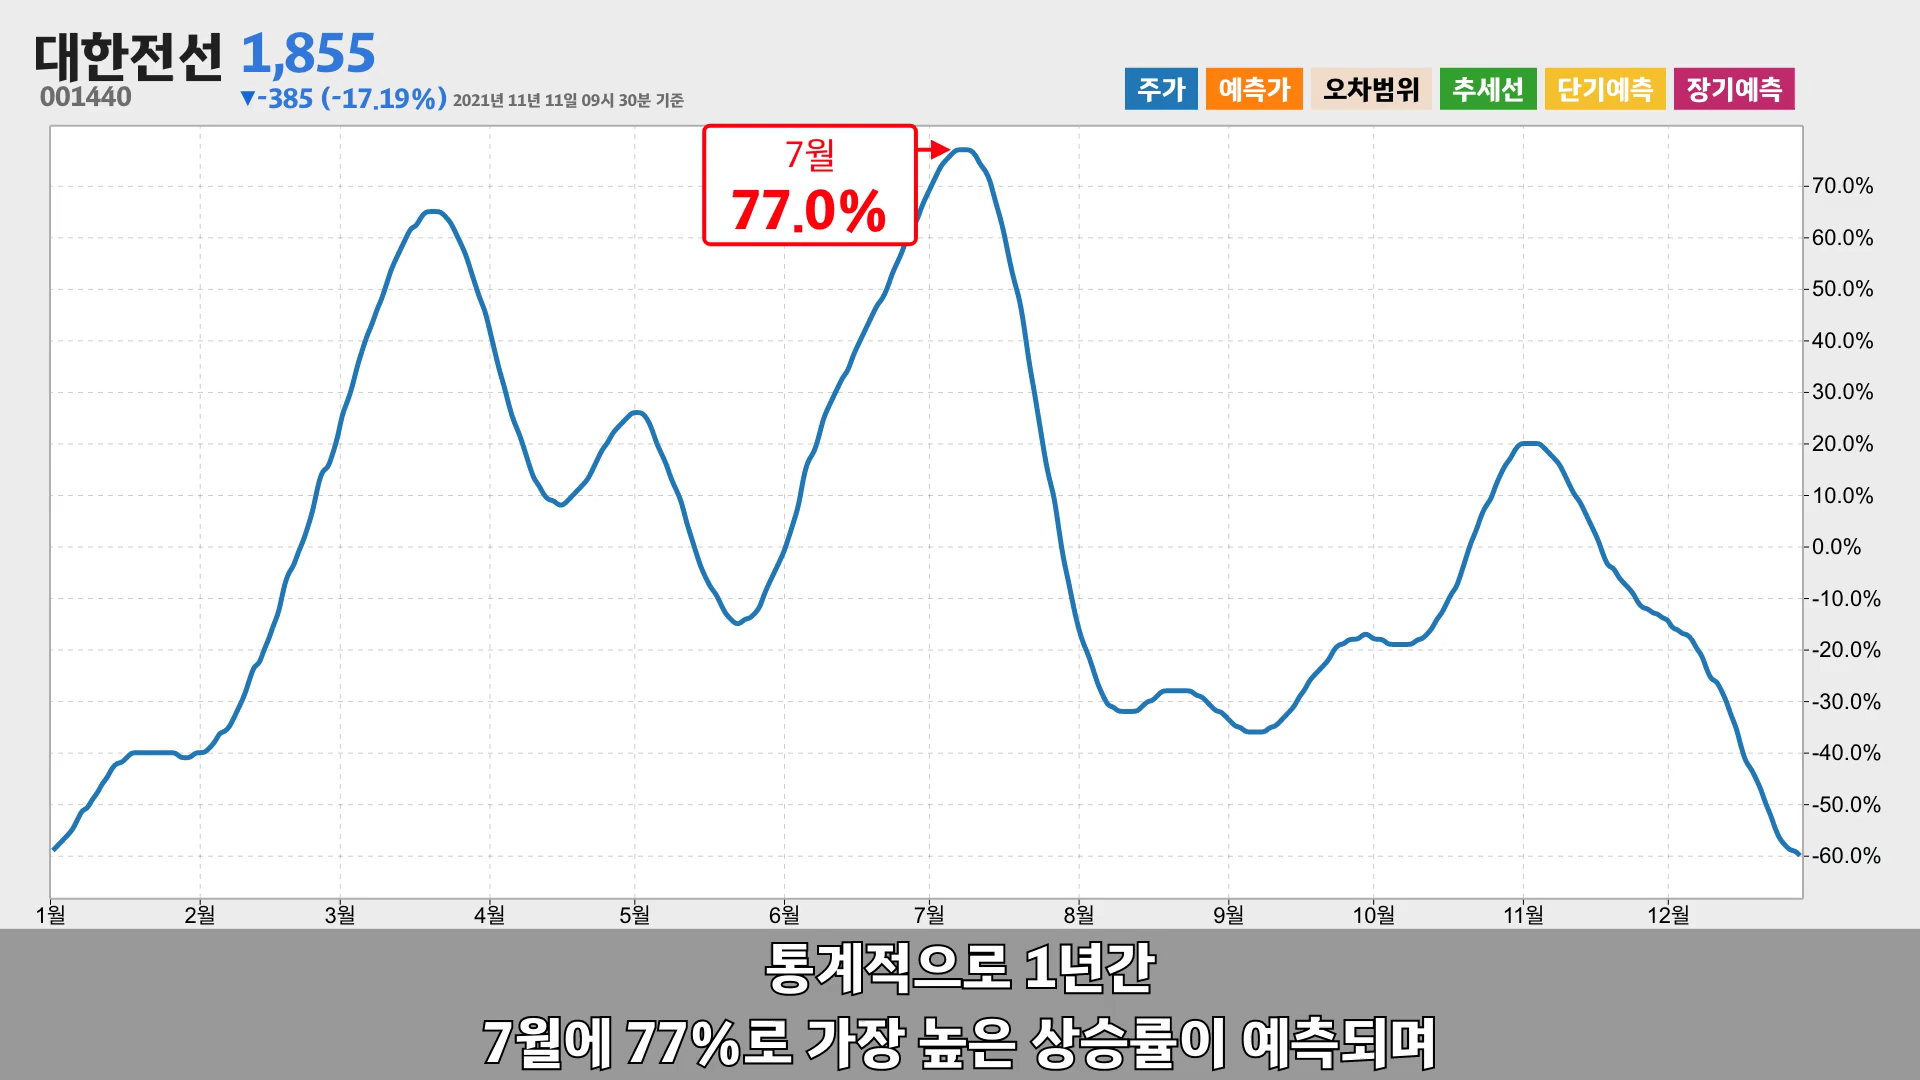 대한전선 1,855
001440
▼-385 (-17.19%) 2021년 11년 11일 09시 30분 기준
주가 예측가 오차범위 추세선 단기예측 장기예측
7월
77.0%
70.0%
60.0%
50.0%
40.0%
30.0%
20.0%
10.0%
0.0%
-10.0%
-20.0%
-30.0%
-40.0%
-50.0%
-60.0%
1월 2월 3월 4월 5월 6월 7월 8월 9월 10월 11월 12월
통계적으로 1년간
7월에 77%로 가장 높은 상승률이 예측되며